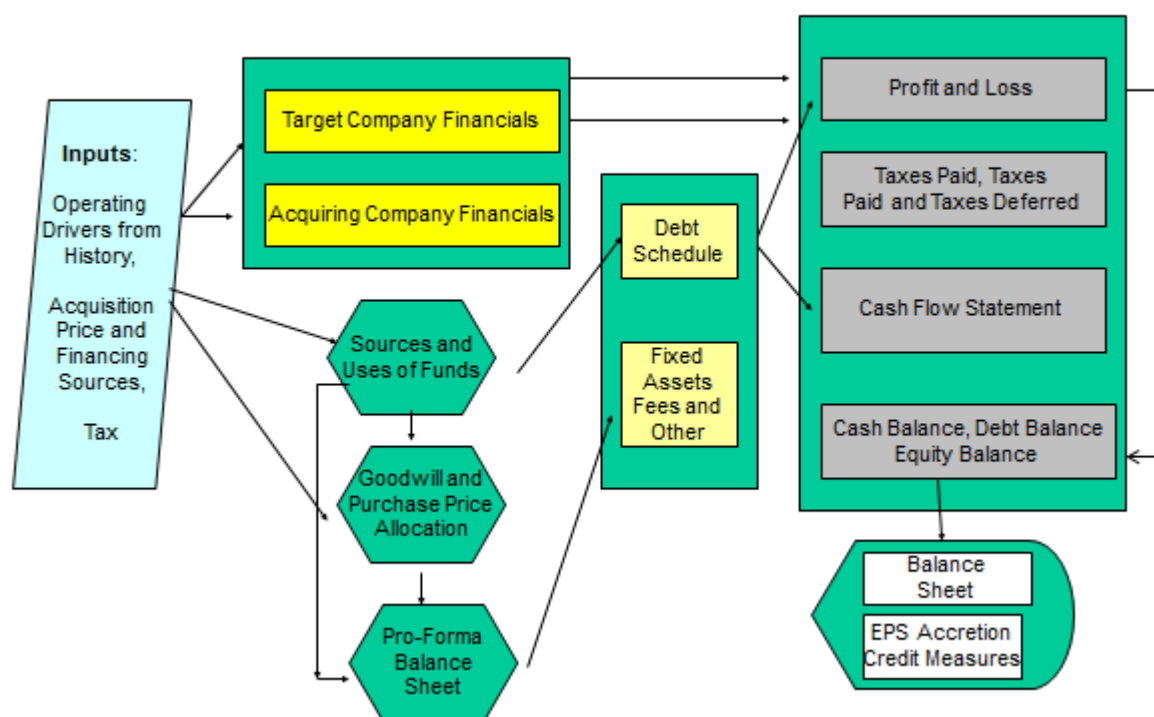 Inputs:
Operating
Drivers from
History,
Acquisition
Price and
Financing
Sources,
Tax
Target Company Financials
Acquiring Company Financials
Sources and
Uses of Funds
Goodwill and
Purchase Price
Allocation
Pro-Forma
Balance
Sheet
Debt
Schedule
Fixed
Assets
Fees and
Other
Profit and Loss
Taxes Paid, Taxes
Paid and Taxes Deferred
Cash Flow Statement
Cash Balance, Debt Balance
Equity Balance
Balance
Sheet
EPS Accretion
Credit Measures